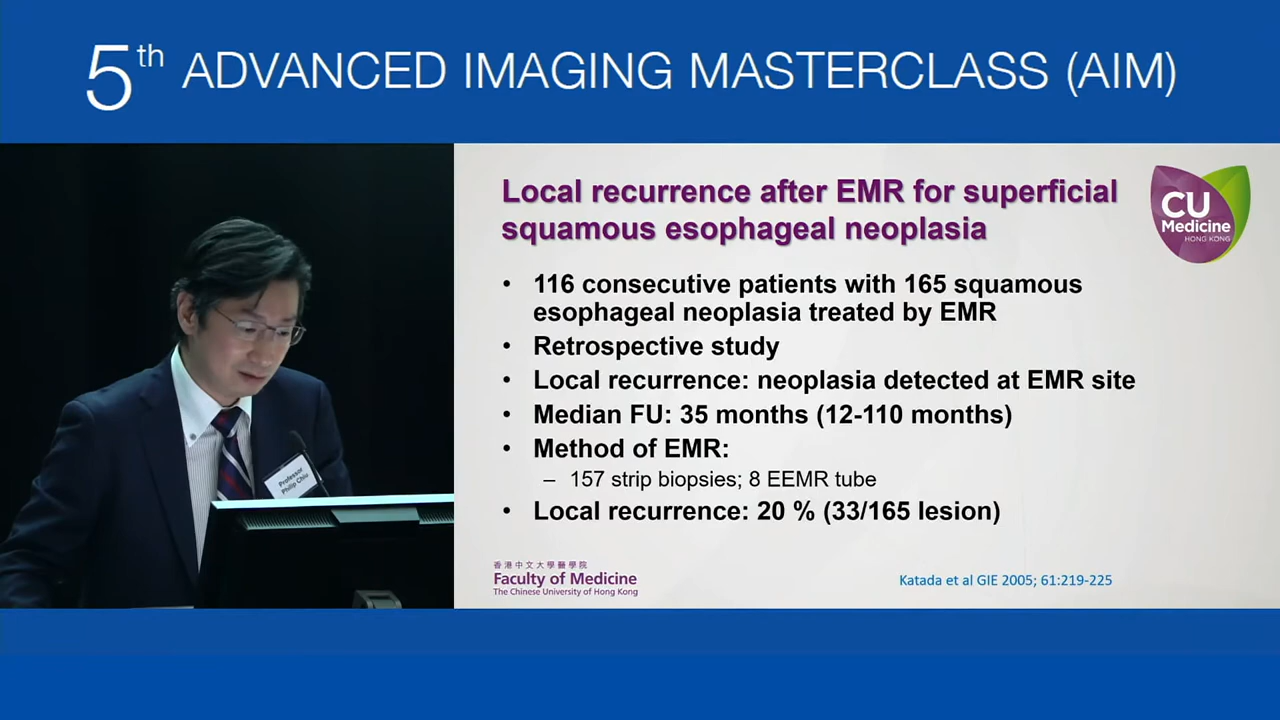 5th ADVANCED IMAGING MASTERCLASS (AIM)
Professor
Philip Chiu
Local recurrence after EMR for superficial
squamous esophageal neoplasia
CU
Medicine
HONG KONG
• 116 consecutive patients with 165 squamous
esophageal neoplasia treated by EMR
• Retrospective study
• Local recurrence: neoplasia detected at EMR site
• Median FU: 35 months (12-110 months)
• Method of EMR:
– 157 strip biopsies; 8 EEMR tube
• Local recurrence: 20 % (33/165 lesion)
香港中文大學醫學院
Faculty of Medicine
The Chinese University of Hong Kong
Katada et al GIE 2005; 61:219-225